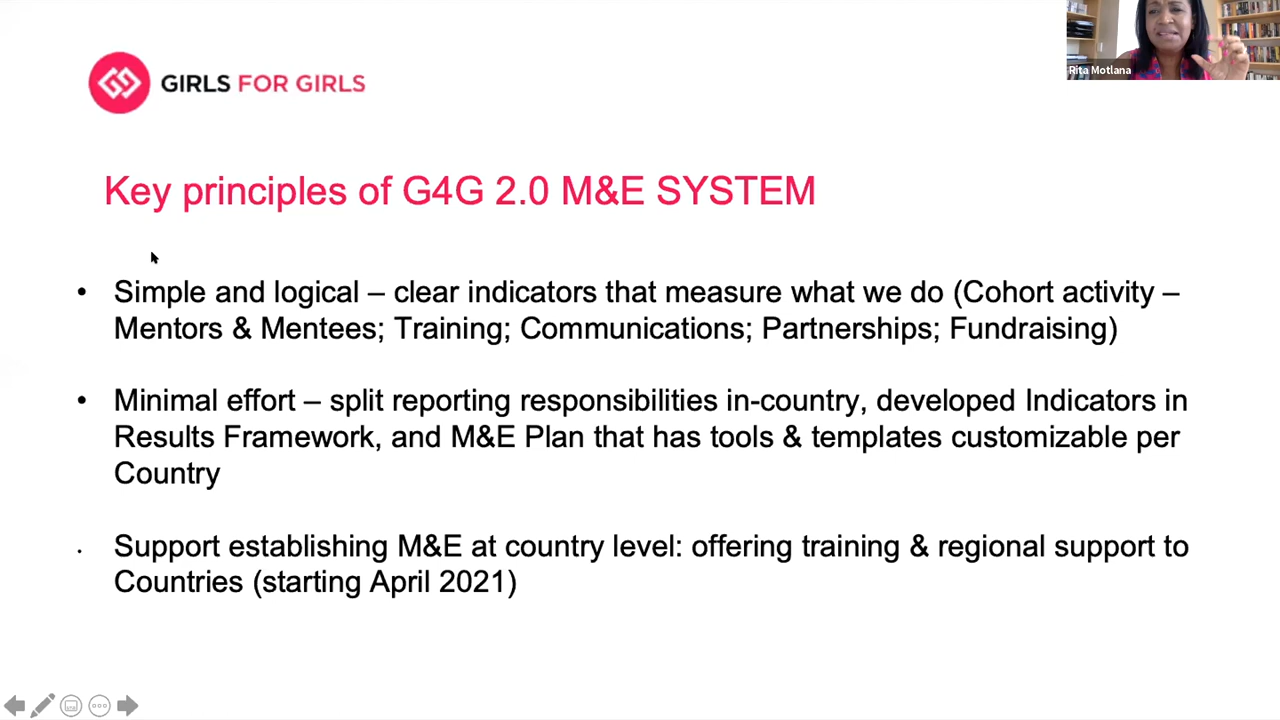 Rita Motlana
GIRLS FOR GIRLS
Key principles of G4G 2.0 M&E SYSTEM
• Simple and logical – clear indicators that measure what we do (Cohort activity –
Mentors & Mentees; Training; Communications; Partnerships; Fundraising)
• Minimal effort – split reporting responsibilities in-country, developed Indicators in
Results Framework, and M&E Plan that has tools & templates customizable per
Country
• Support establishing M&E at country level: offering training & regional support to
Countries (starting April 2021)